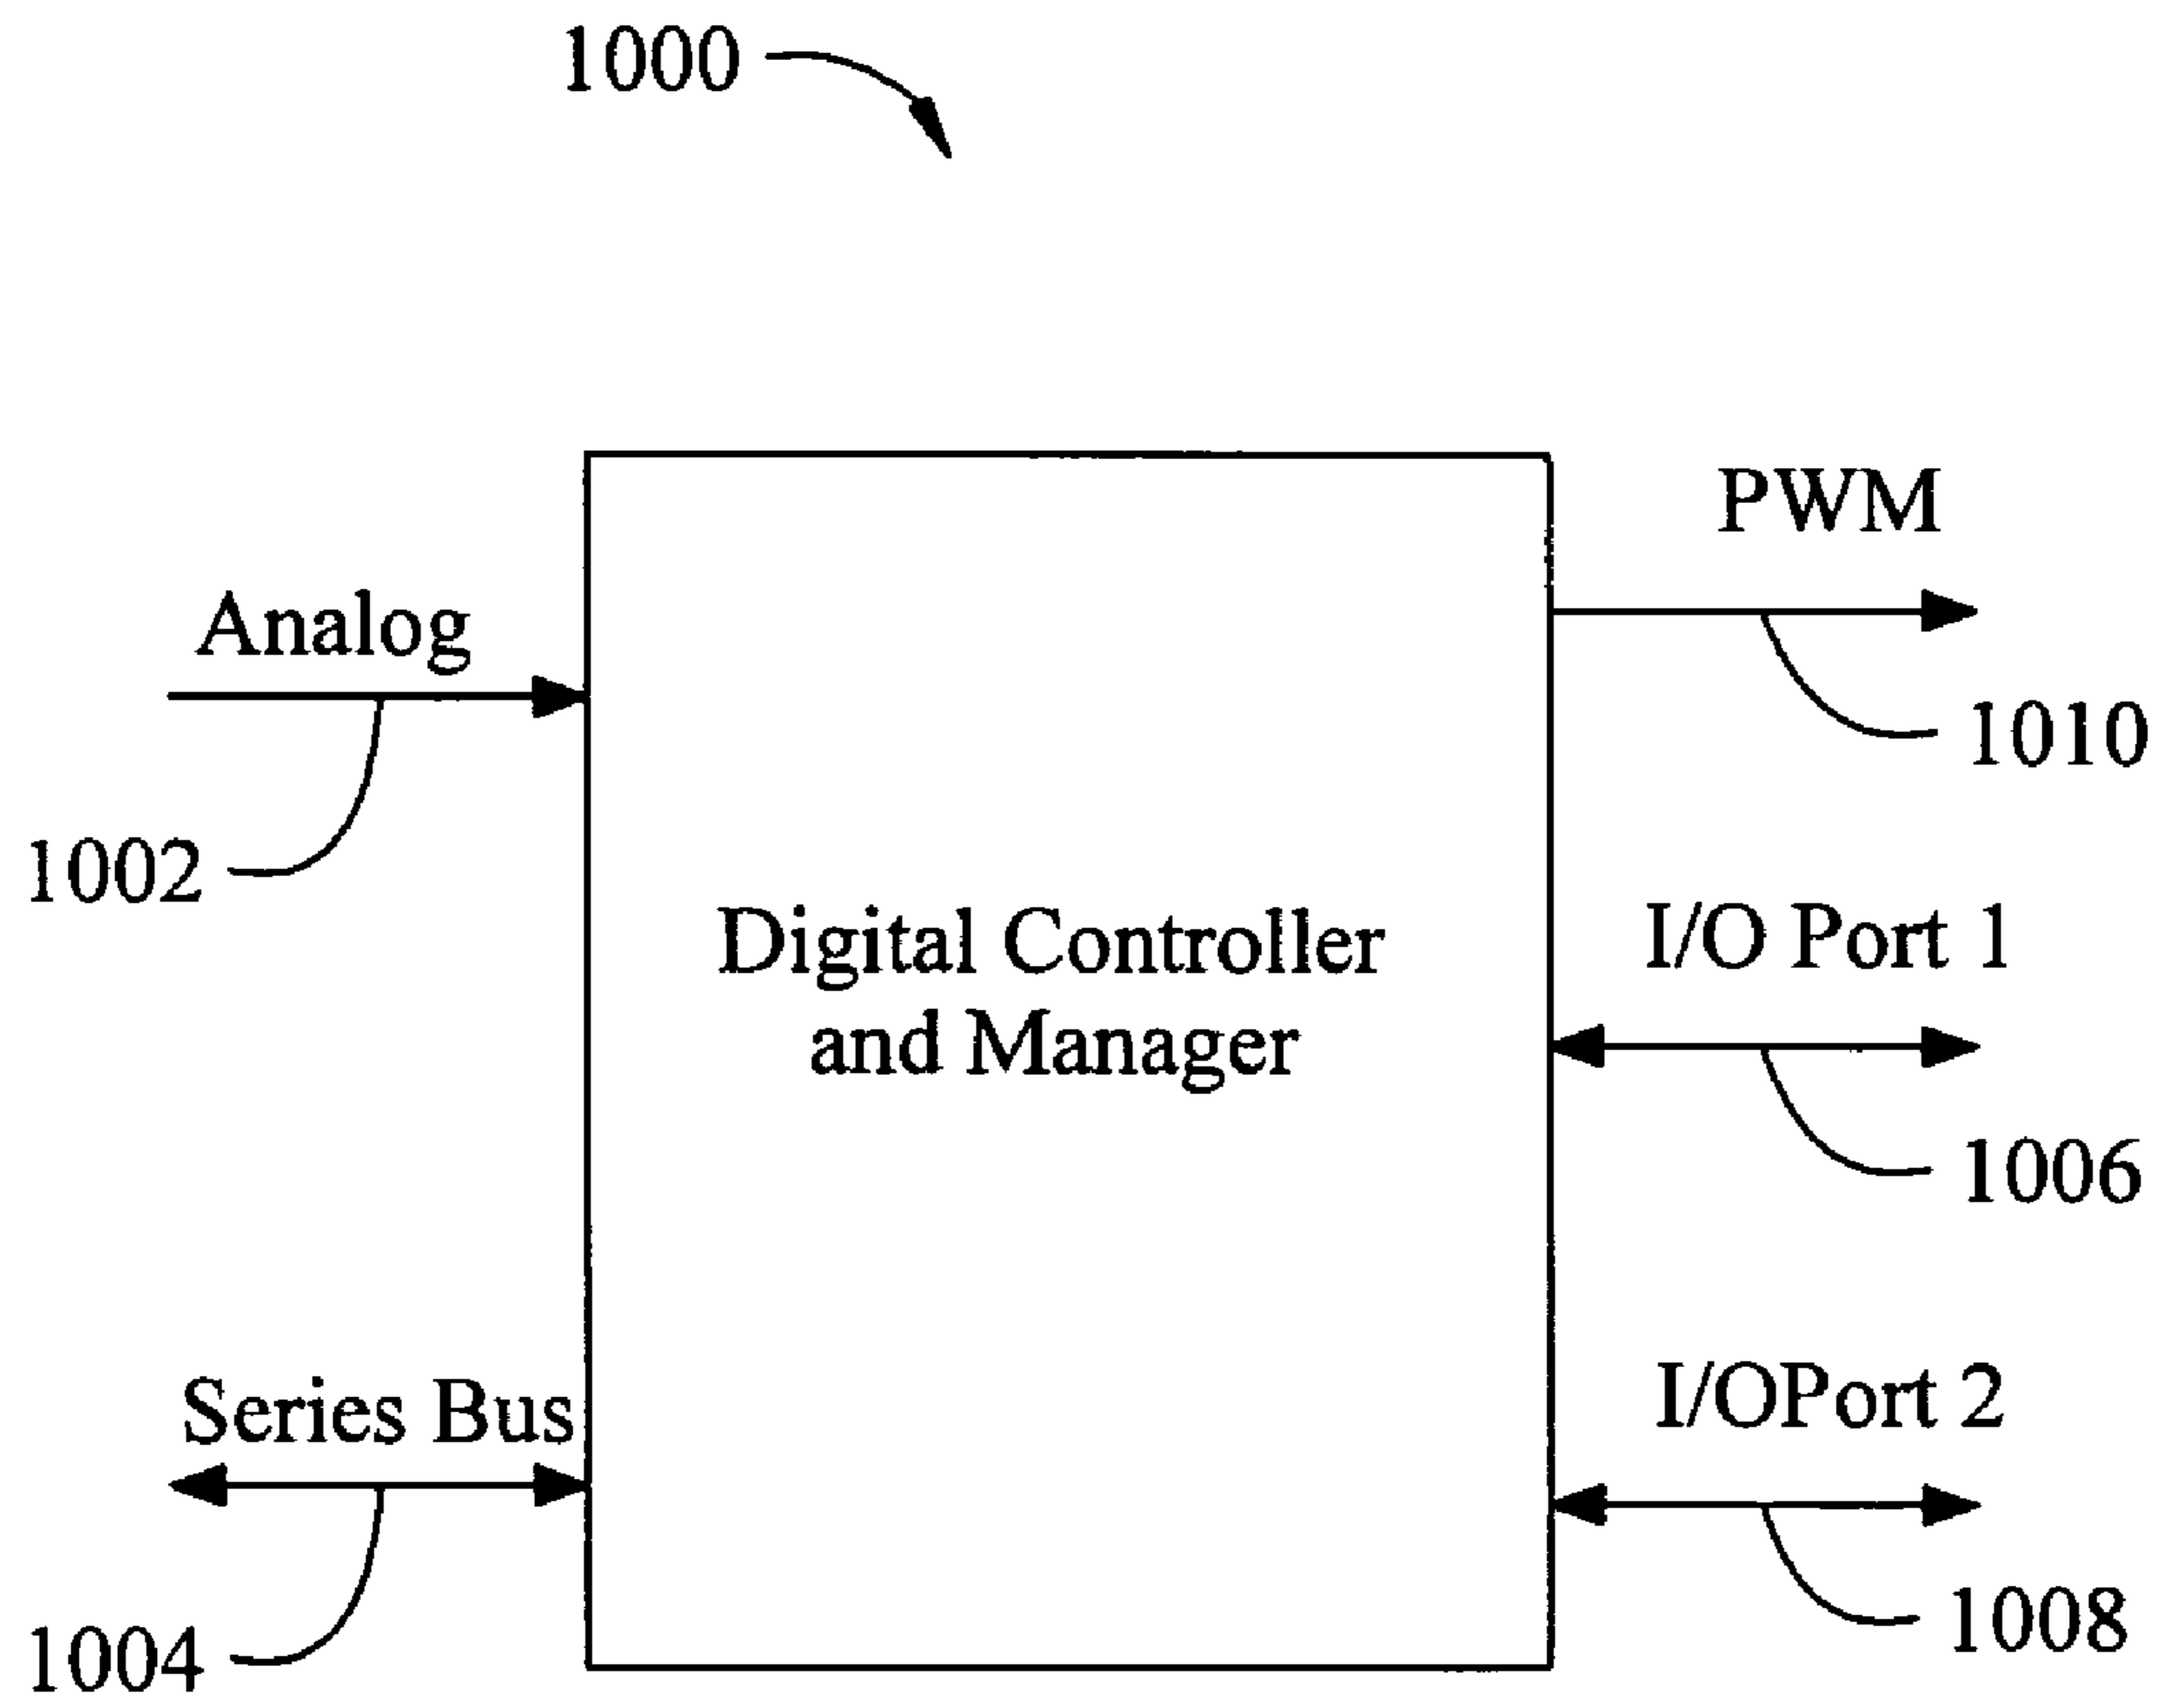 1000
PWM
Analog
1010
1002
Digital Controller
and Manager
I/O Port 1
1006
Series Bus
I/OPort 2
1004
1008